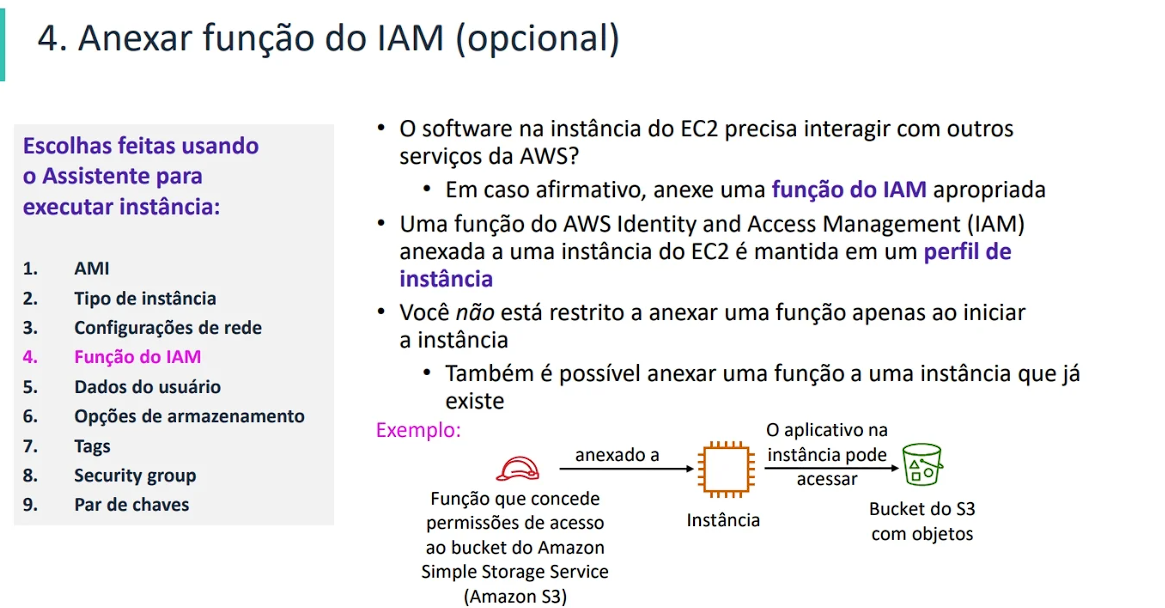 4. Anexar função do IAM (opcional)
Escolhas feitas usando
o Assistente para
executar instância:
1. AMI
2. Tipo de instância
3. Configurações de rede
4. Função do IAM
5. Dados do usuário
6. Opções de armazenamento
7. Tags
8. Security group
9. Par de chaves
• O software na instância do EC2 precisa interagir com outros
serviços da AWS?
• Em caso afirmativo, anexe uma função do IAM apropriada
• Uma função do AWS Identity and Access Management (IAM)
anexada a uma instância do EC2 é mantida em um perfil de
instância
• Você não está restrito a anexar uma função apenas ao iniciar
a instância
• Também é possível anexar uma função a uma instância que já
existe
Exemplo:
Função que concede
permissões de acesso
ao bucket do Amazon
Simple Storage Service
(Amazon S3)
anexado a
Instância
O aplicativo na
instância pode
acessar
Bucket do S3
com objetos